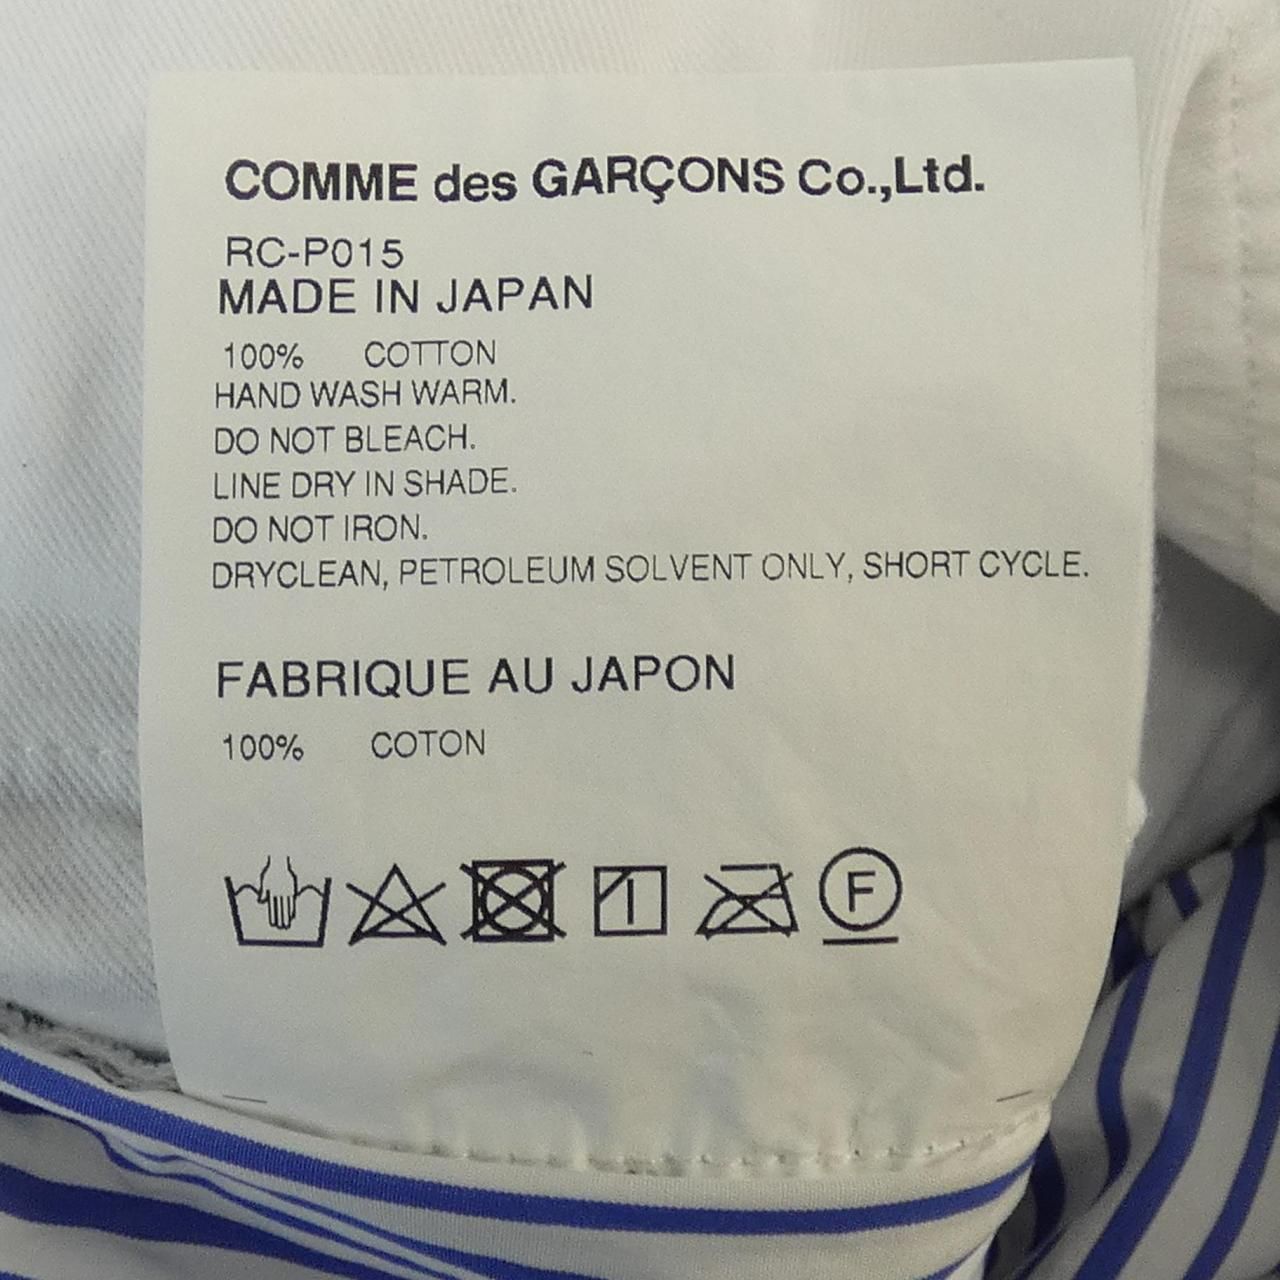 COMME des GARÇONS Co.,Ltd.
RC-P015
MADE IN JAPAN
100% COTTON
HAND WASH WARM.
DO NOT BLEACH.
LINE DRY IN SHADE.
DO NOT IRON.
DRYCLEAN, PETROLEUM SOLVENT ONLY, SHORT CYCLE.
FABRIQUE AU JAPON
100% COTON
F